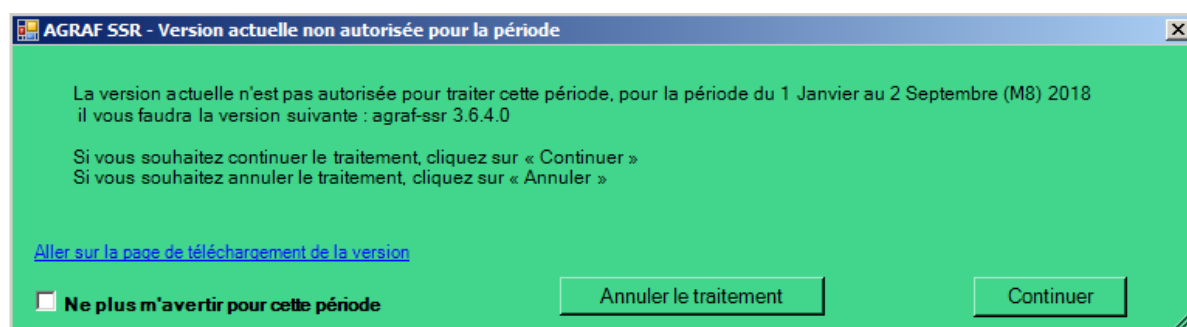 AGRAF SSR - Version actuelle non autorisée pour la période
La version actuelle n'est pas autorisée pour traiter cette période, pour la période du 1 Janvier au 2 Septembre (M8) 2018
il vous faudra la version suivante : agraf-ssr 3.6.4.0
Si vous souhaitez continuer le traitement, cliquez sur « Continuer »
Si vous souhaitez annuler le traitement, cliquez sur « Annuler »
Aller sur la page de téléchargement de la version
Ne plus m'avertir pour cette période
Annuler le traitement
Continuer